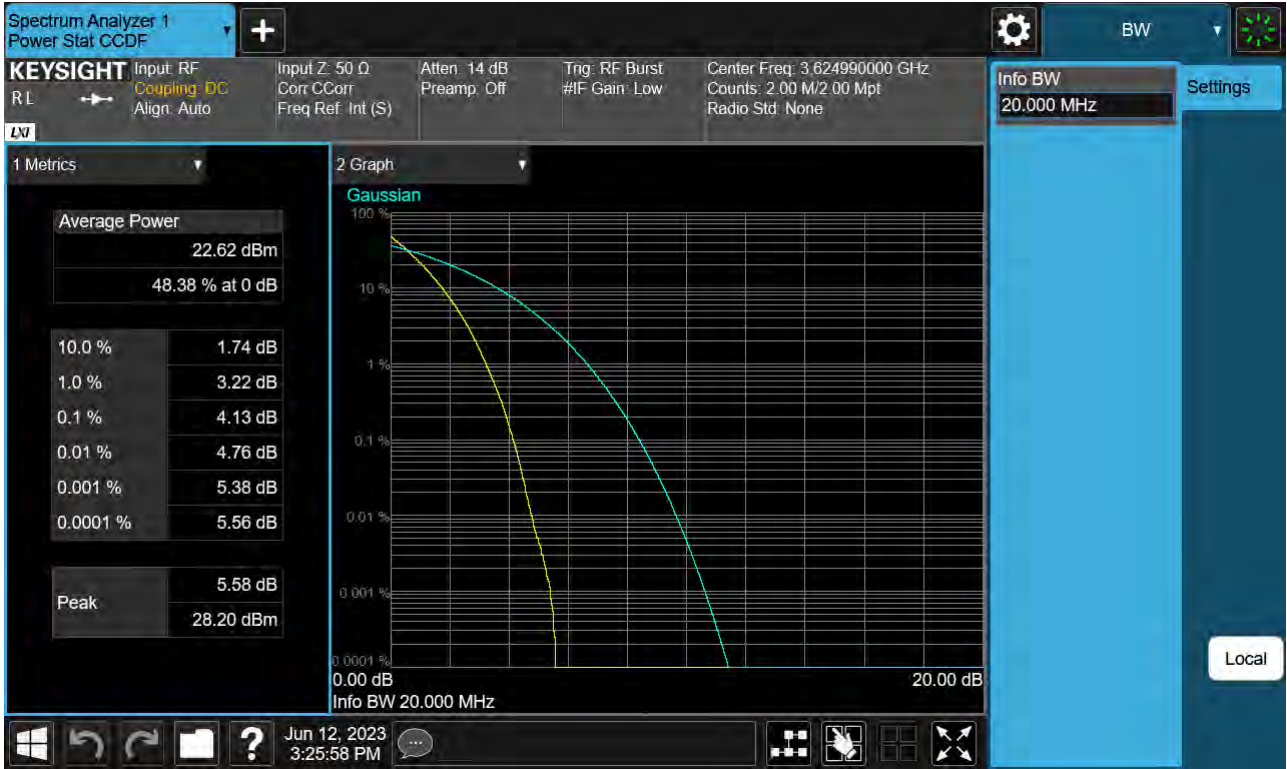 Spectrum Analyzer 1
Power Stat CCDF
BW
KEYSIGHT
RL
LXI
Input: RF
Coupling: DC
Align: Auto
Input Z: 50 Ω
Corr CCorr
Freq Ref: Int (S)
Atten: 14 dB
Preamp: Off
Trig: RF Burst
#IF Gain: Low
Center Freq: 3.624990000 GHz
Counts: 2.00 M/2.00 Mpt
Radio Std: None
Info BW
20.000 MHz
Settings
1 Metrics
Average Power
22.62 dBm
48.38 % at 0 dB
10.0 % 1.74 dB
1.0 % 3.22 dB
0.1 % 4.13 dB
0.01 % 4.76 dB
0.001 % 5.38 dB
0.0001 % 5.56 dB
Peak
5.58 dB
28.20 dBm
2 Graph
Gaussian
100 %
10 %
1 %
0.1 %
0.01 %
0.001 %
0.0001 %
0.00 dB 20.00 dB
Info BW 20.000 MHz
Local
?
Jun 12, 2023
3:25:58 PM